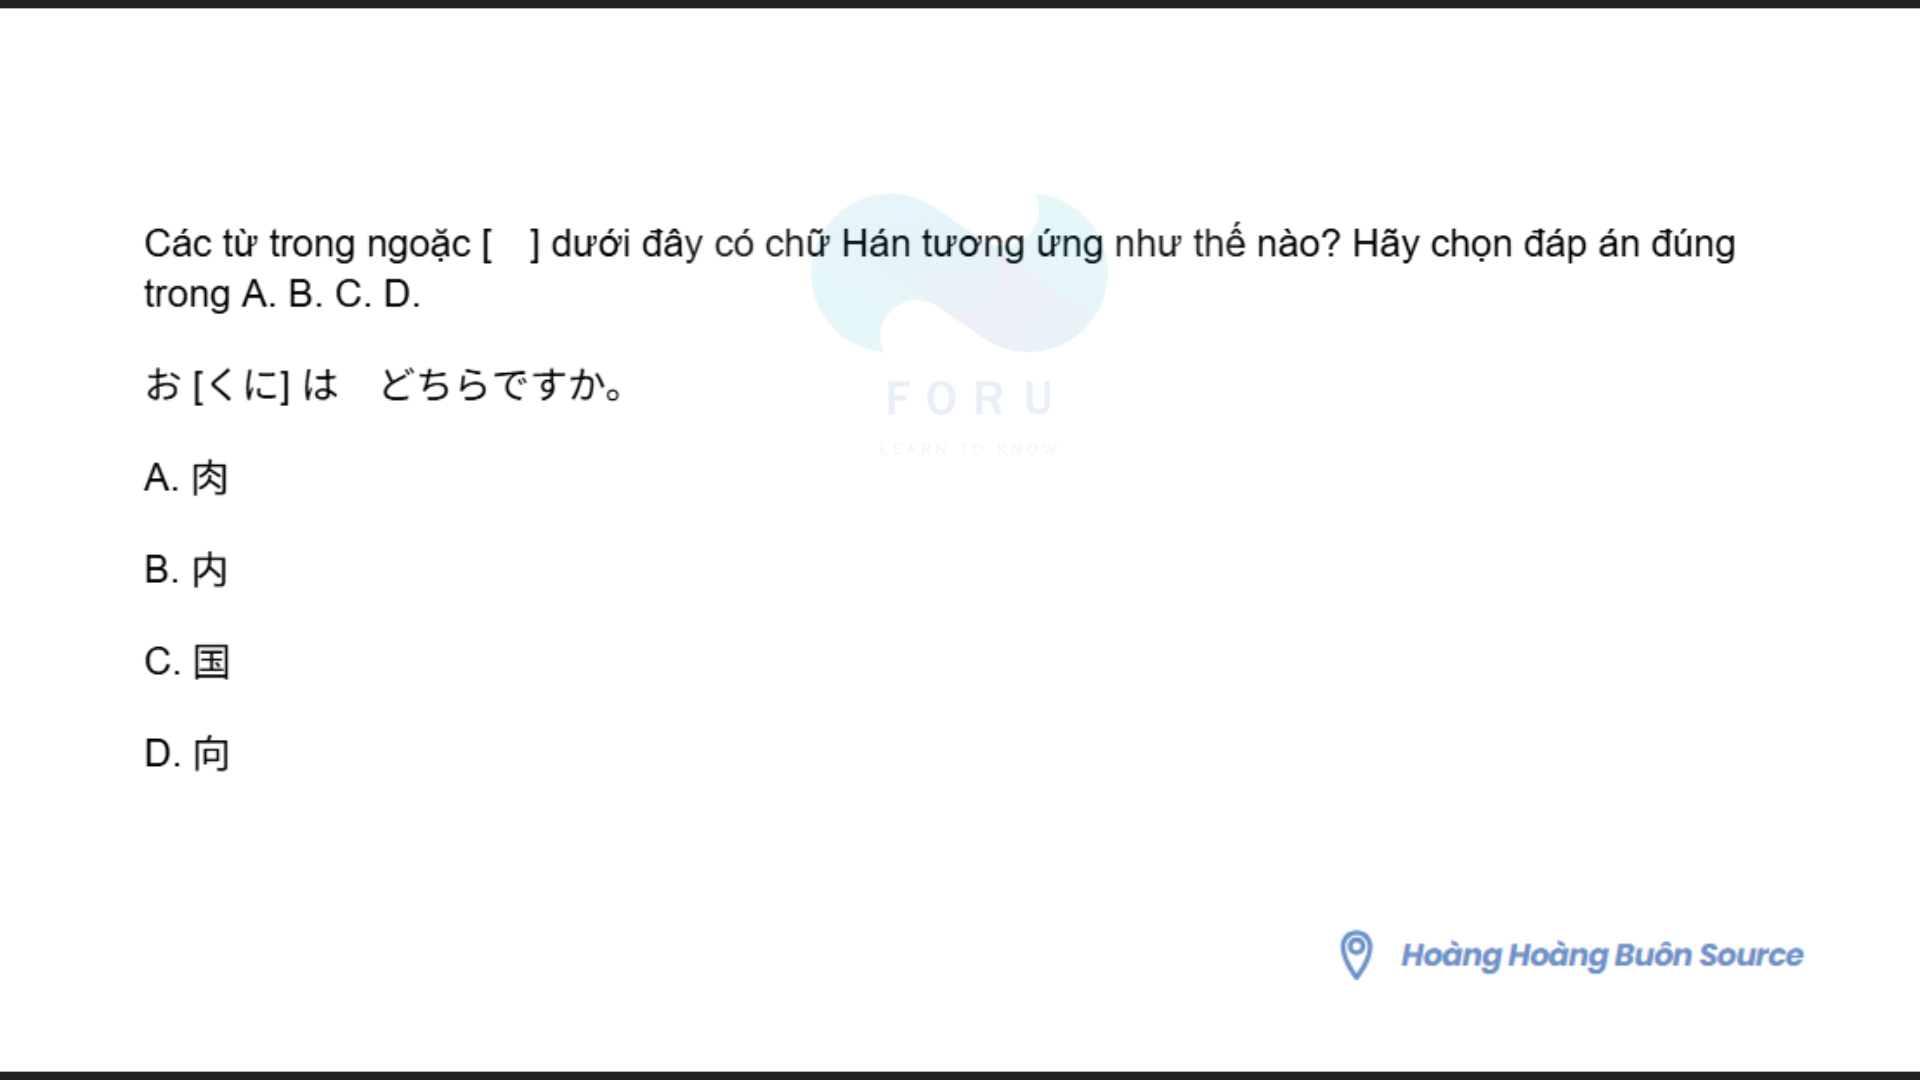 Các từ trong ngoặc [　] dưới đây có chữ Hán tương ứng như thế nào? Hãy chọn đáp án đúng
trong A. B. C. D.
お [くに] は　どちらですか。
A. 肉
B. 内
C. 国
D. 向
FORU
LEARN TO KNOW
Hoàng Hoàng Buôn Source